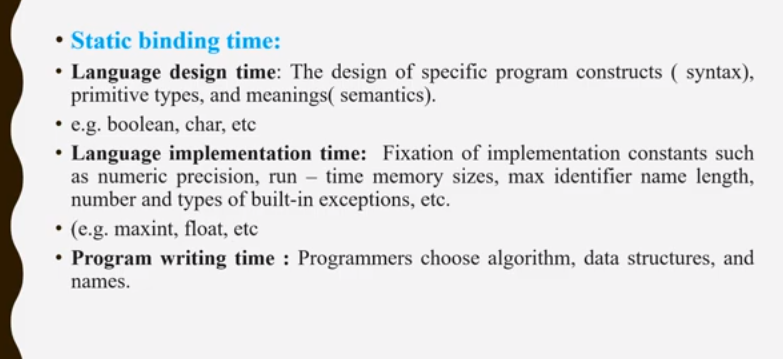 • Static binding time:
• Language design time: The design of specific program constructs ( syntax),
primitive types, and meanings( semantics).
• e.g. boolean, char, etc
• Language implementation time: Fixation of implementation constants such
as numeric precision, run – time memory sizes, max identifier name length,
number and types of built-in exceptions, etc.
• (e.g. maxint, float, etc
• Program writing time : Programmers choose algorithm, data structures, and
names.